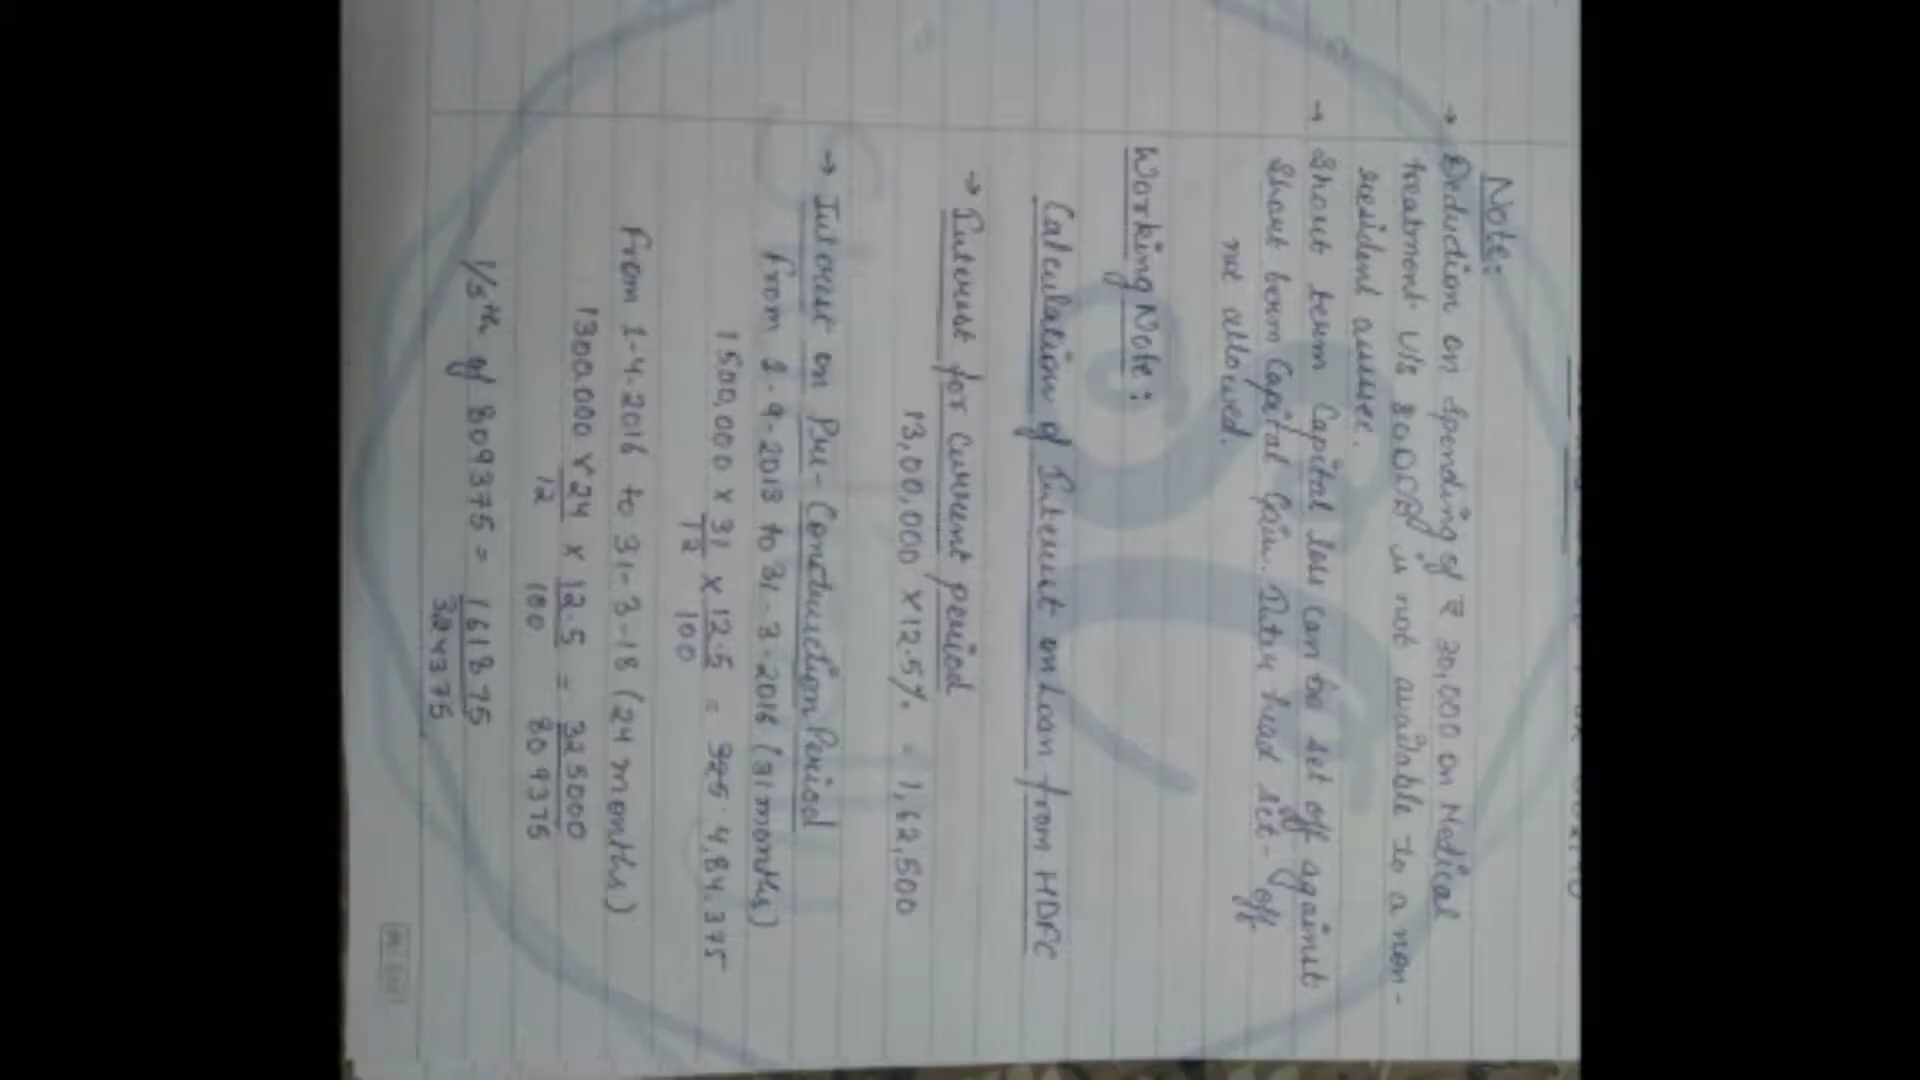 Note:
→ Deduction on spending of ₹ 30,000 on Medical
treatment U/s 80DDB is not available to a non-
resident assessee.
→ Short term Capital loss can be set off against
Short term Capital Gain. Inter head set-off
not allowed.
Working Note:
Calculation of Interest on Loan from HDFC
→ Interest for Current period
13,00,000 × 12.5% = 1,62,500
→ Interest on Pre-Construction Period
From 1-9-2013 to 31-3-2016 (31 months)
1500,000 × 31/12 × 12.5/100 = 4,84,375
From 1-4-2016 to 31-3-18 (24 months)
1300,000 × 24/12 × 12.5/100 = 325000
809375
1/5th of 809375 = 161875
324375